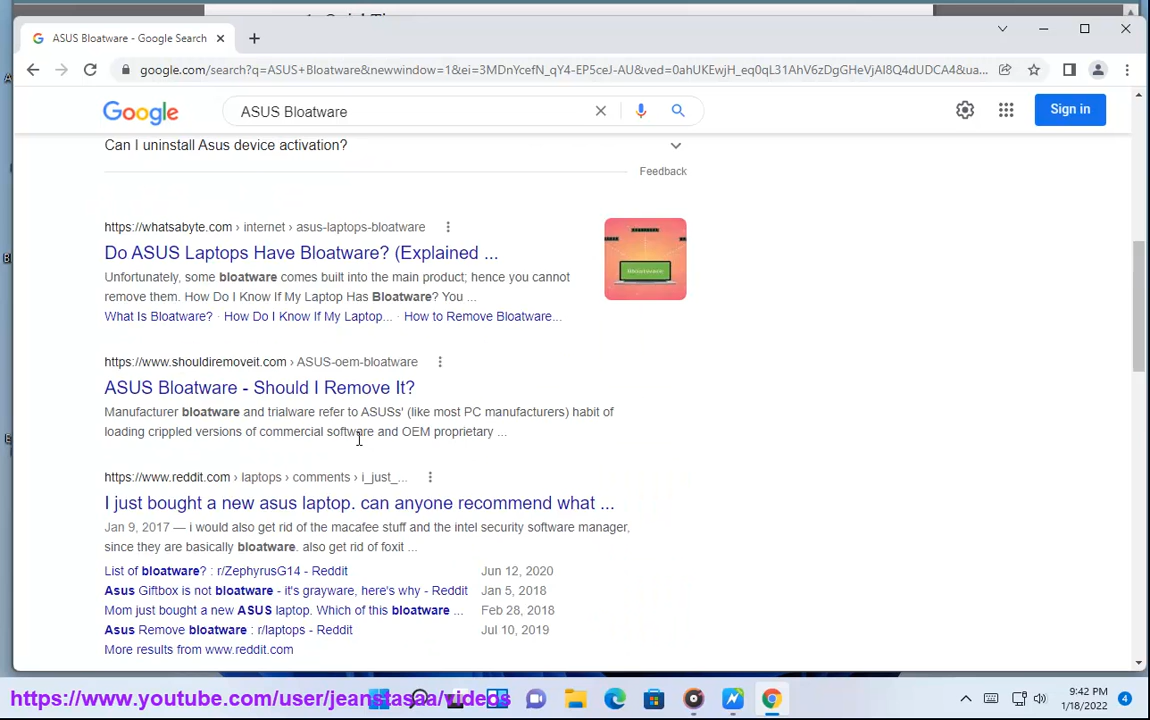 ASUS Bloatware - Google Search
google.com/search?q=ASUS+Bloatware&newwindow=1&ei=3MDnYcefN_qY4-EP5ceJ-AU&ved=0ahUKEwjH_eq0qL31AhV6zDgGHeVjAl8Q4dUDCA4&ua...
Google
ASUS Bloatware
Sign in
Can I uninstall Asus device activation?
Feedback
https://whatsabyte.com › internet › asus-laptops-bloatware
Do ASUS Laptops Have Bloatware? (Explained ...
Unfortunately, some bloatware comes built into the main product; hence you cannot
remove them. How Do I Know If My Laptop Has Bloatware? You ...
What Is Bloatware? · How Do I Know If My Laptop... · How to Remove Bloatware...
https://www.shouldiremoveit.com › ASUS-oem-bloatware
ASUS Bloatware - Should I Remove It?
Manufacturer bloatware and trialware refer to ASUSs' (like most PC manufacturers) habit of
loading crippled versions of commercial software and OEM proprietary ...
https://www.reddit.com › laptops › comments › i_just_...
I just bought a new asus laptop. can anyone recommend what ...
Jan 9, 2017 — i would also get rid of the macafee stuff and the intel security software manager,
since they are basically bloatware. also get rid of foxit ...
List of bloatware? : r/ZephyrusG14 - Reddit Jun 12, 2020
Asus Giftbox is not bloatware - it's grayware, here's why - Reddit Jan 5, 2018
Mom just bought a new ASUS laptop. Which of this bloatware ... Feb 28, 2018
Asus Remove bloatware : r/laptops - Reddit Jul 10, 2019
More results from www.reddit.com
https://www.youtube.com/user/jeanstasaa/videos
9:42 PM
1/18/2022
4